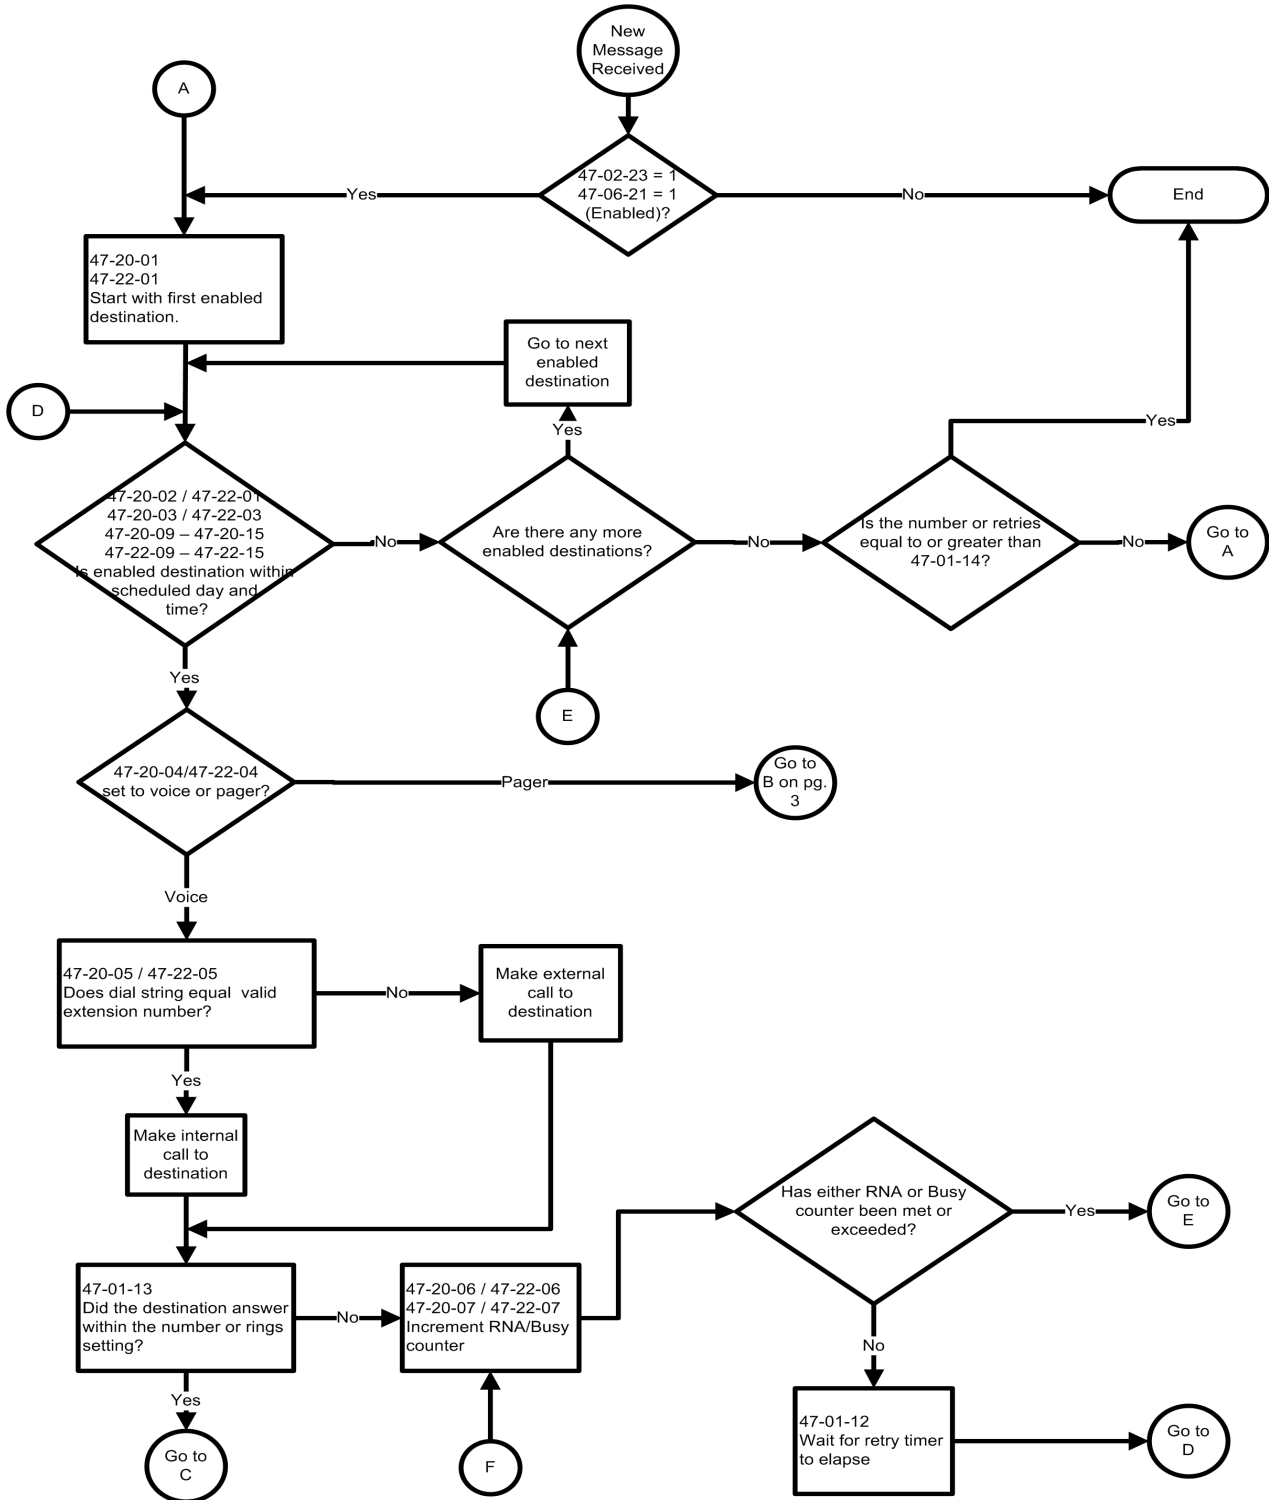 New
Message
Received
A
47-02-23 = 1
47-06-21 = 1
(Enabled)?
Yes
No
End
47-20-01
47-22-01
Start with first enabled
destination.
Go to next
enabled
destination
D
Yes
Yes
47-20-02 / 47-22-01
47-20-03 / 47-22-03
47-20-09 – 47-20-15
47-22-09 – 47-22-15
Is enabled destination within
scheduled day and
time?
No
Are there any more
enabled destinations?
No
Is the number or retries
equal to or greater than
47-01-14?
No
Go to
A
Yes
E
47-20-04/47-22-04
set to voice or pager?
Pager
Go to
B on pg.
3
Voice
47-20-05 / 47-22-05
Does dial string equal  valid
extension number?
No
Make external
call to
destination
Yes
Make internal
call to
destination
Has either RNA or Busy
counter been met or
exceeded?
Yes
Go to
E
47-01-13
Did the destination answer
within the number or rings
setting?
No
47-20-06 / 47-22-06
47-20-07 / 47-22-07
Increment RNA/Busy
counter
No
Yes
Go to
C
F
47-01-12
Wait for retry timer
to elapse
Go to
D